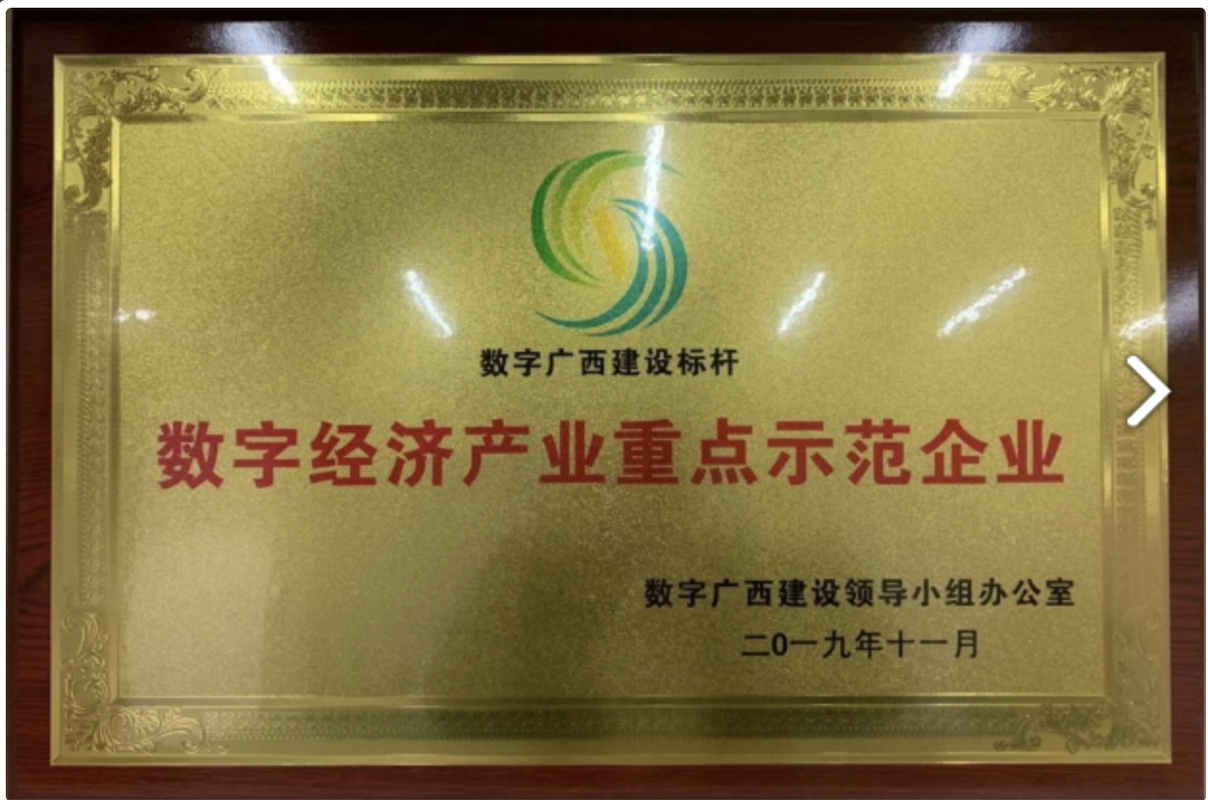 数字广西建设标杆
数字经济产业重点示范企业
数字广西建设领导小组办公室
二0一九年十一月